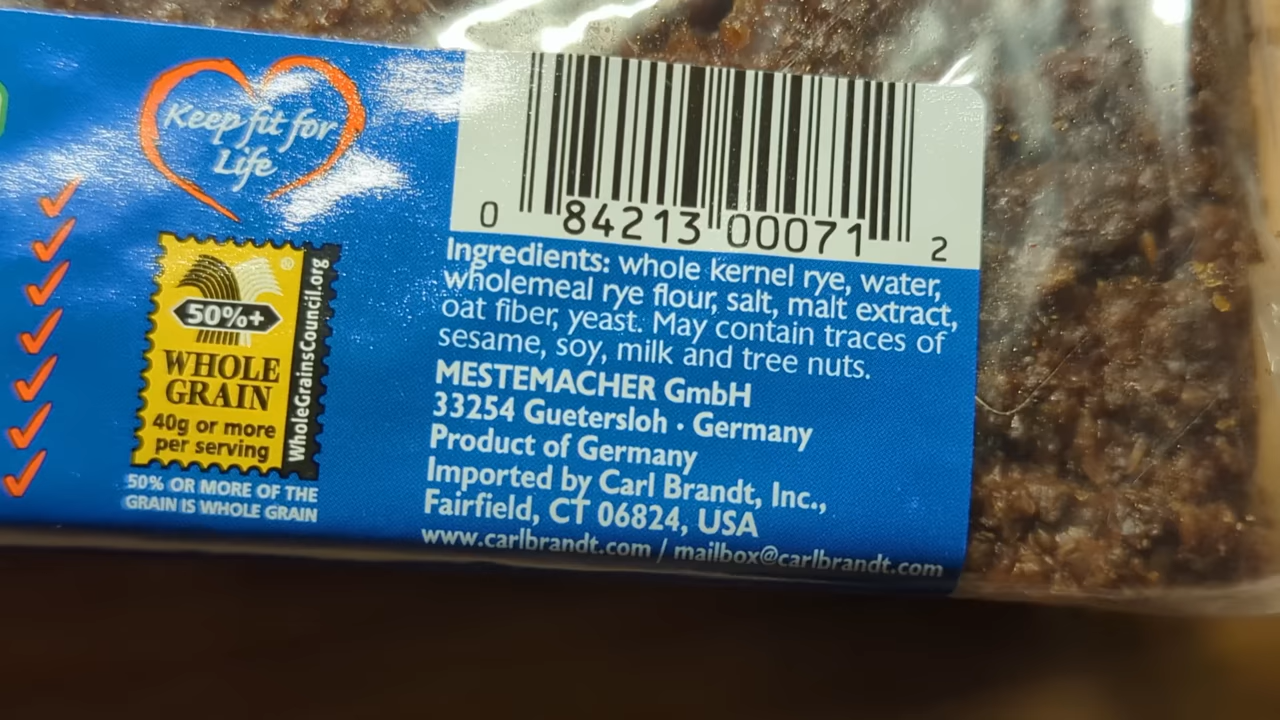 Keep fit for
Life
®
50%+
WHOLE
GRAIN
40g or more
per serving
WholeGrainsCouncil.org
50% OR MORE OF THE
GRAIN IS WHOLE GRAIN
0 84213 00071 2
Ingredients: whole kernel rye, water,
wholemeal rye flour, salt, malt extract,
oat fiber, yeast. May contain traces of
sesame, soy, milk and tree nuts.
MESTEMACHER GmbH
33254 Guetersloh · Germany
Product of Germany
Imported by Carl Brandt, Inc.,
Fairfield, CT 06824, USA
www.carlbrandt.com / mailbox@carlbrandt.com